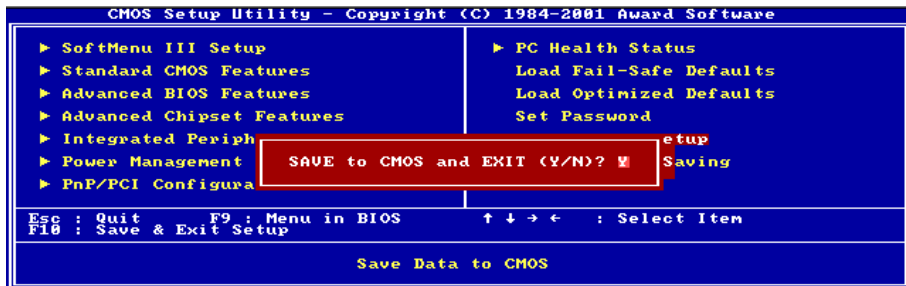 CMOS Setup Utility - Copyright (C) 1984-2001 Award Software
► SoftMenu III Setup
► Standard CMOS Features
► Advanced BIOS Features
► Advanced Chipset Features
► Integrated Periph
► Power Management
► PnP/PCI Configura
► PC Health Status
Load Fail-Safe Defaults
Load Optimized Defaults
Set Password
etup
Saving
SAVE to CMOS and EXIT (Y/N)? Y
Esc : Quit F9 : Menu in BIOS ↑ ↓ → ← : Select Item
F10 : Save & Exit Setup
Save Data to CMOS